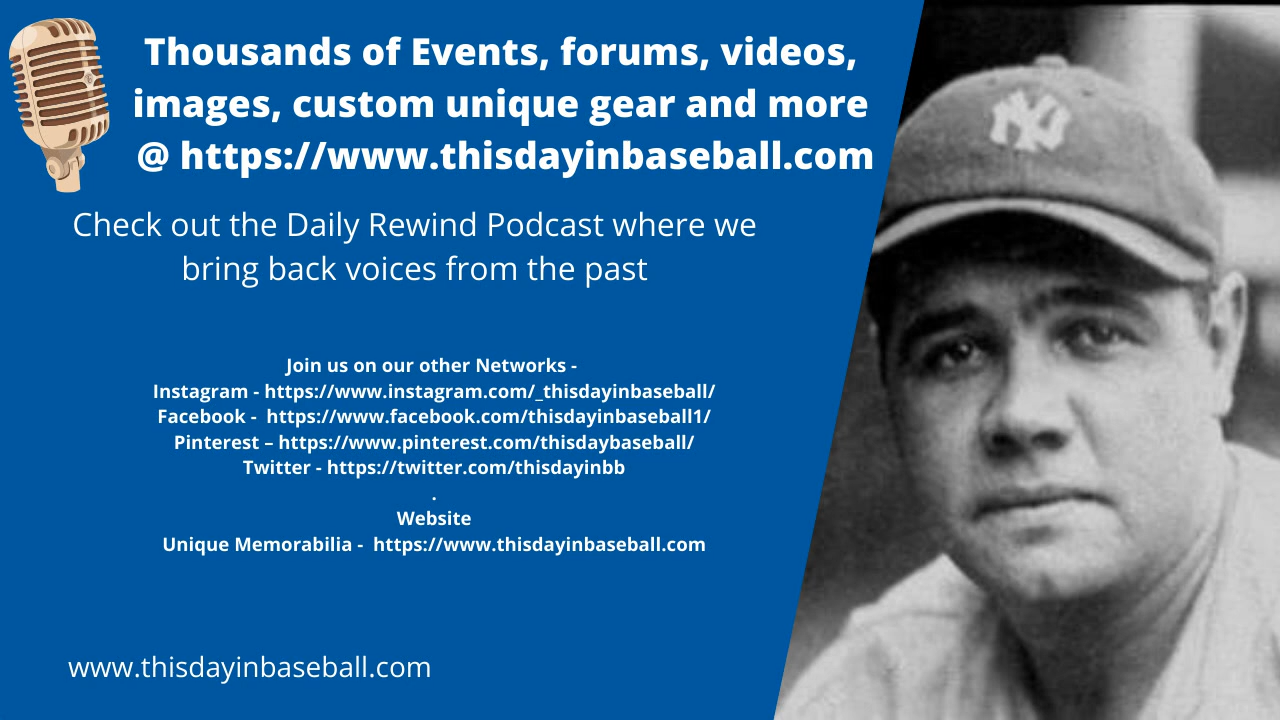 Thousands of Events, forums, videos,
images, custom unique gear and more
@ https://www.thisdayinbaseball.com
Check out the Daily Rewind Podcast where we
bring back voices from the past
Join us on our other Networks -
Instagram - https://www.instagram.com/_thisdayinbaseball/
Facebook - https://www.facebook.com/thisdayinbaseball1/
Pinterest – https://www.pinterest.com/thisdaybaseball/
Twitter - https://twitter.com/thisdayinbb
.
Website
Unique Memorabilia - https://www.thisdayinbaseball.com
www.thisdayinbaseball.com
NY